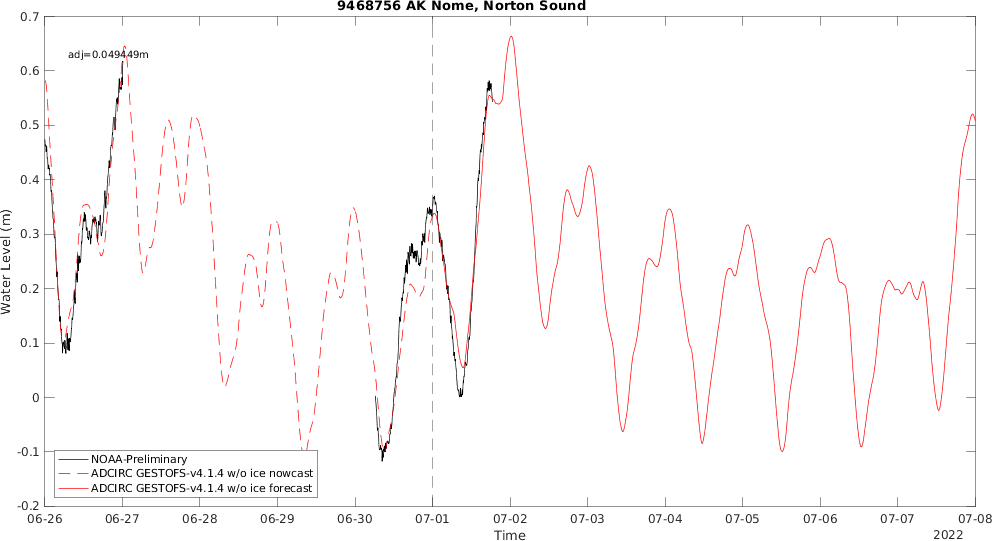 9468756 AK Nome, Norton Sound
0.7
adj=0.049449m
0.6
0.5
0.4
0.3
Water Level (m)
0.2
0.1
0
-0.1
NOAA-Preliminary
ADCIRC GESTOFS-v4.1.4 w/o ice nowcast
ADCIRC GESTOFS-v4.1.4 w/o ice forecast
-0.2
06-26 06-27 06-28 06-29 06-30 07-01 07-02 07-03 07-04 07-05 07-06 07-07 07-08
Time
2022